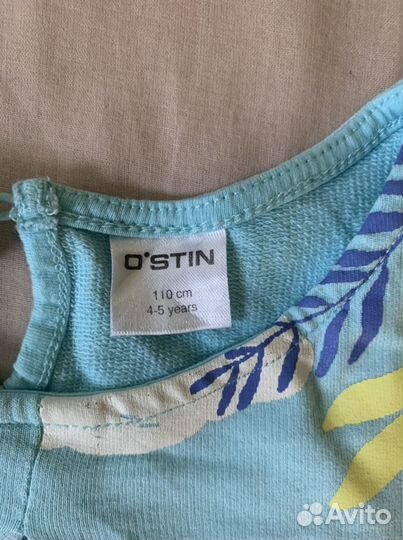 O'STIN
110 cm
4-5 years
Avito